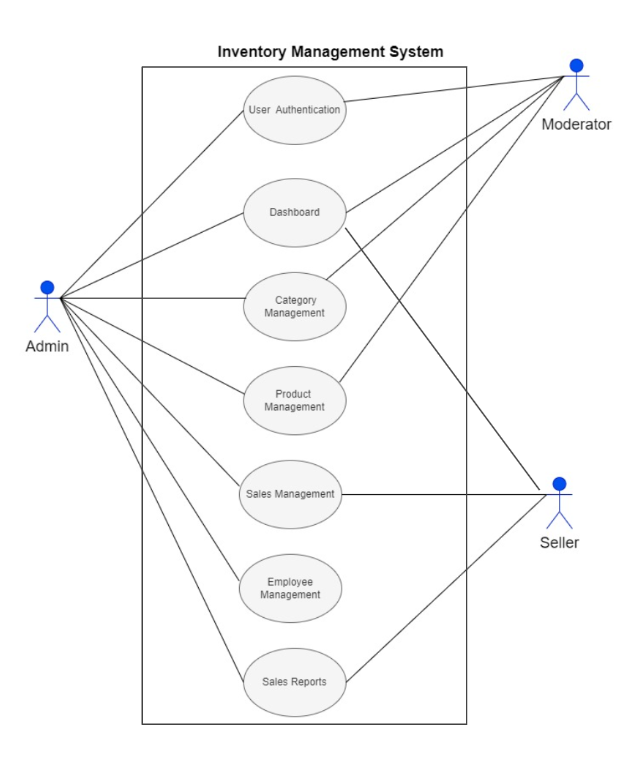 Inventory Management System
User Authentication
Moderator
Dashboard
Category
Management
Admin
Product
Management
Sales Management
Seller
Employee
Management
Sales Reports